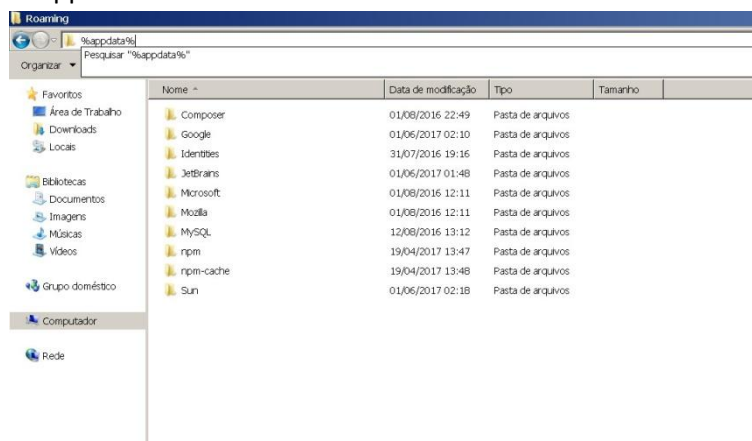 Roaming
%appdata%
Pesquisar "%appdata%"
Organizar
Nome Data de modificação Tipo Tamanho
Favoritos
Área de Trabalho
Downloads
Locais
Bibliotecas
Documentos
Imagens
Músicas
Vídeos
Grupo doméstico
Computador
Rede
Composer 01/08/2016 22:49 Pasta de arquivos
Google 01/06/2017 02:10 Pasta de arquivos
Identities 31/07/2016 19:16 Pasta de arquivos
JetBrains 01/06/2017 01:48 Pasta de arquivos
Microsoft 01/08/2016 12:11 Pasta de arquivos
Mozilla 01/08/2016 12:11 Pasta de arquivos
MySQL 12/08/2016 13:12 Pasta de arquivos
npm 19/04/2017 13:47 Pasta de arquivos
npm-cache 19/04/2017 13:48 Pasta de arquivos
Sun 01/06/2017 02:18 Pasta de arquivos